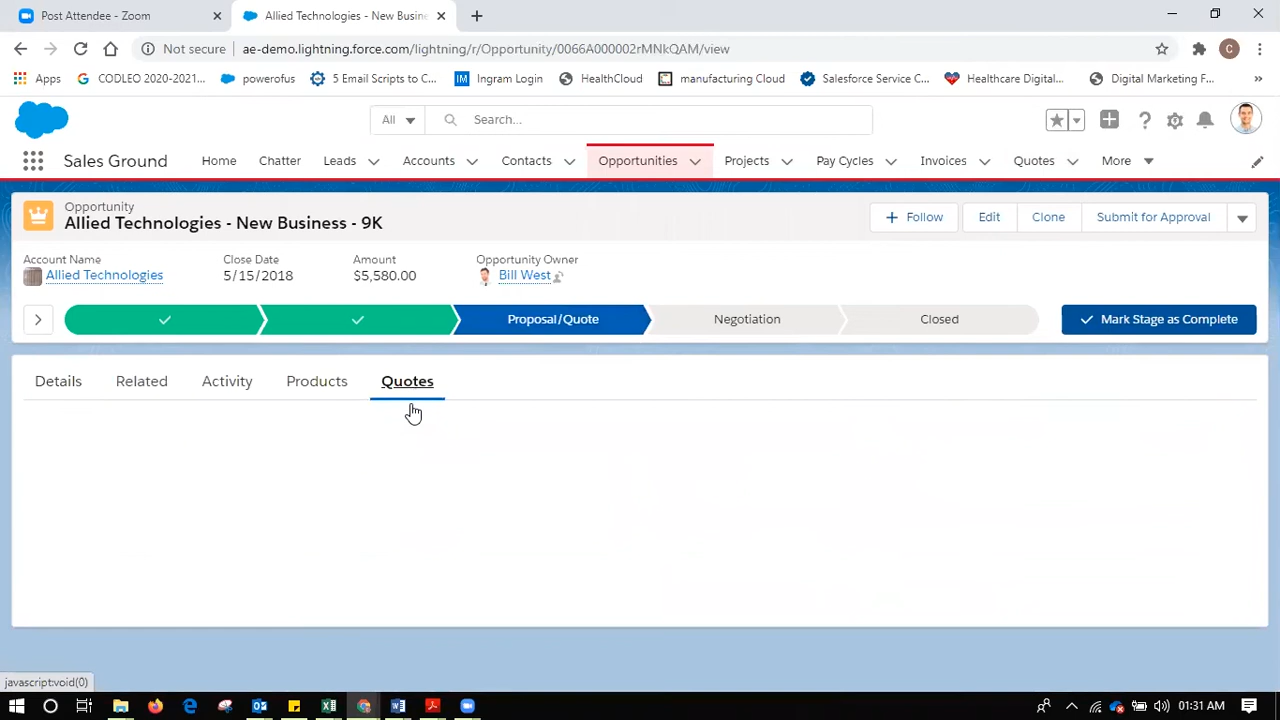 Post Attendee - Zoom
Allied Technologies - New Busine
Not secure
ae-demo.lightning.force.com/lightning/r/Opportunity/0066A000002rMNkQAM/view
C
Apps
CODLEO 2020-2021...
powerofus
5 Email Scripts to C...
IM
Ingram Login
HealthCloud
manufacturing Cloud
Salesforce Service C...
Healthcare Digital...
Digital Marketing F...
»
All
Search...
Sales Ground
Home
Chatter
Leads
Accounts
Contacts
Opportunities
Projects
Pay Cycles
Invoices
Quotes
More
Opportunity
Allied Technologies - New Business - 9K
+ Follow
Edit
Clone
Submit for Approval
Account Name
Close Date
Amount
Opportunity Owner
Allied Technologies
5/15/2018
$5,580.00
Bill West
Proposal/Quote
Negotiation
Closed
Mark Stage as Complete
Details
Related
Activity
Products
Quotes
javascript:void(0)
01:31 AM